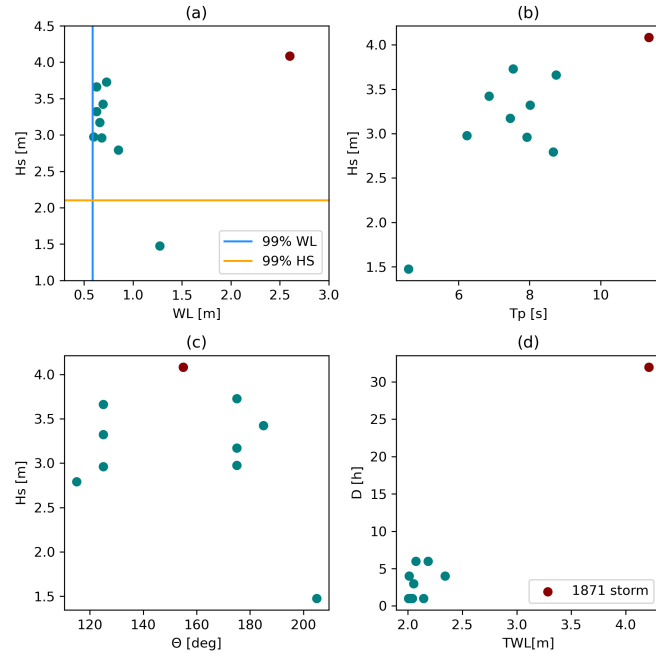 (a)
4.5
4.0
3.5
3.0
2.5
2.0
1.5
1.0
Hs [m]
0.5 1.0 1.5 2.0 2.5 3.0
WL [m]
99% WL
99% HS
(b)
4.0
3.5
3.0
2.5
2.0
1.5
Hs [m]
6 8 10
Tp [s]
(c)
4.0
3.5
3.0
2.5
2.0
1.5
Hs [m]
120 140 160 180 200
Θ [deg]
(d)
30
25
20
15
10
5
0
D [h]
2.0 2.5 3.0 3.5 4.0
TWL[m]
1871 storm